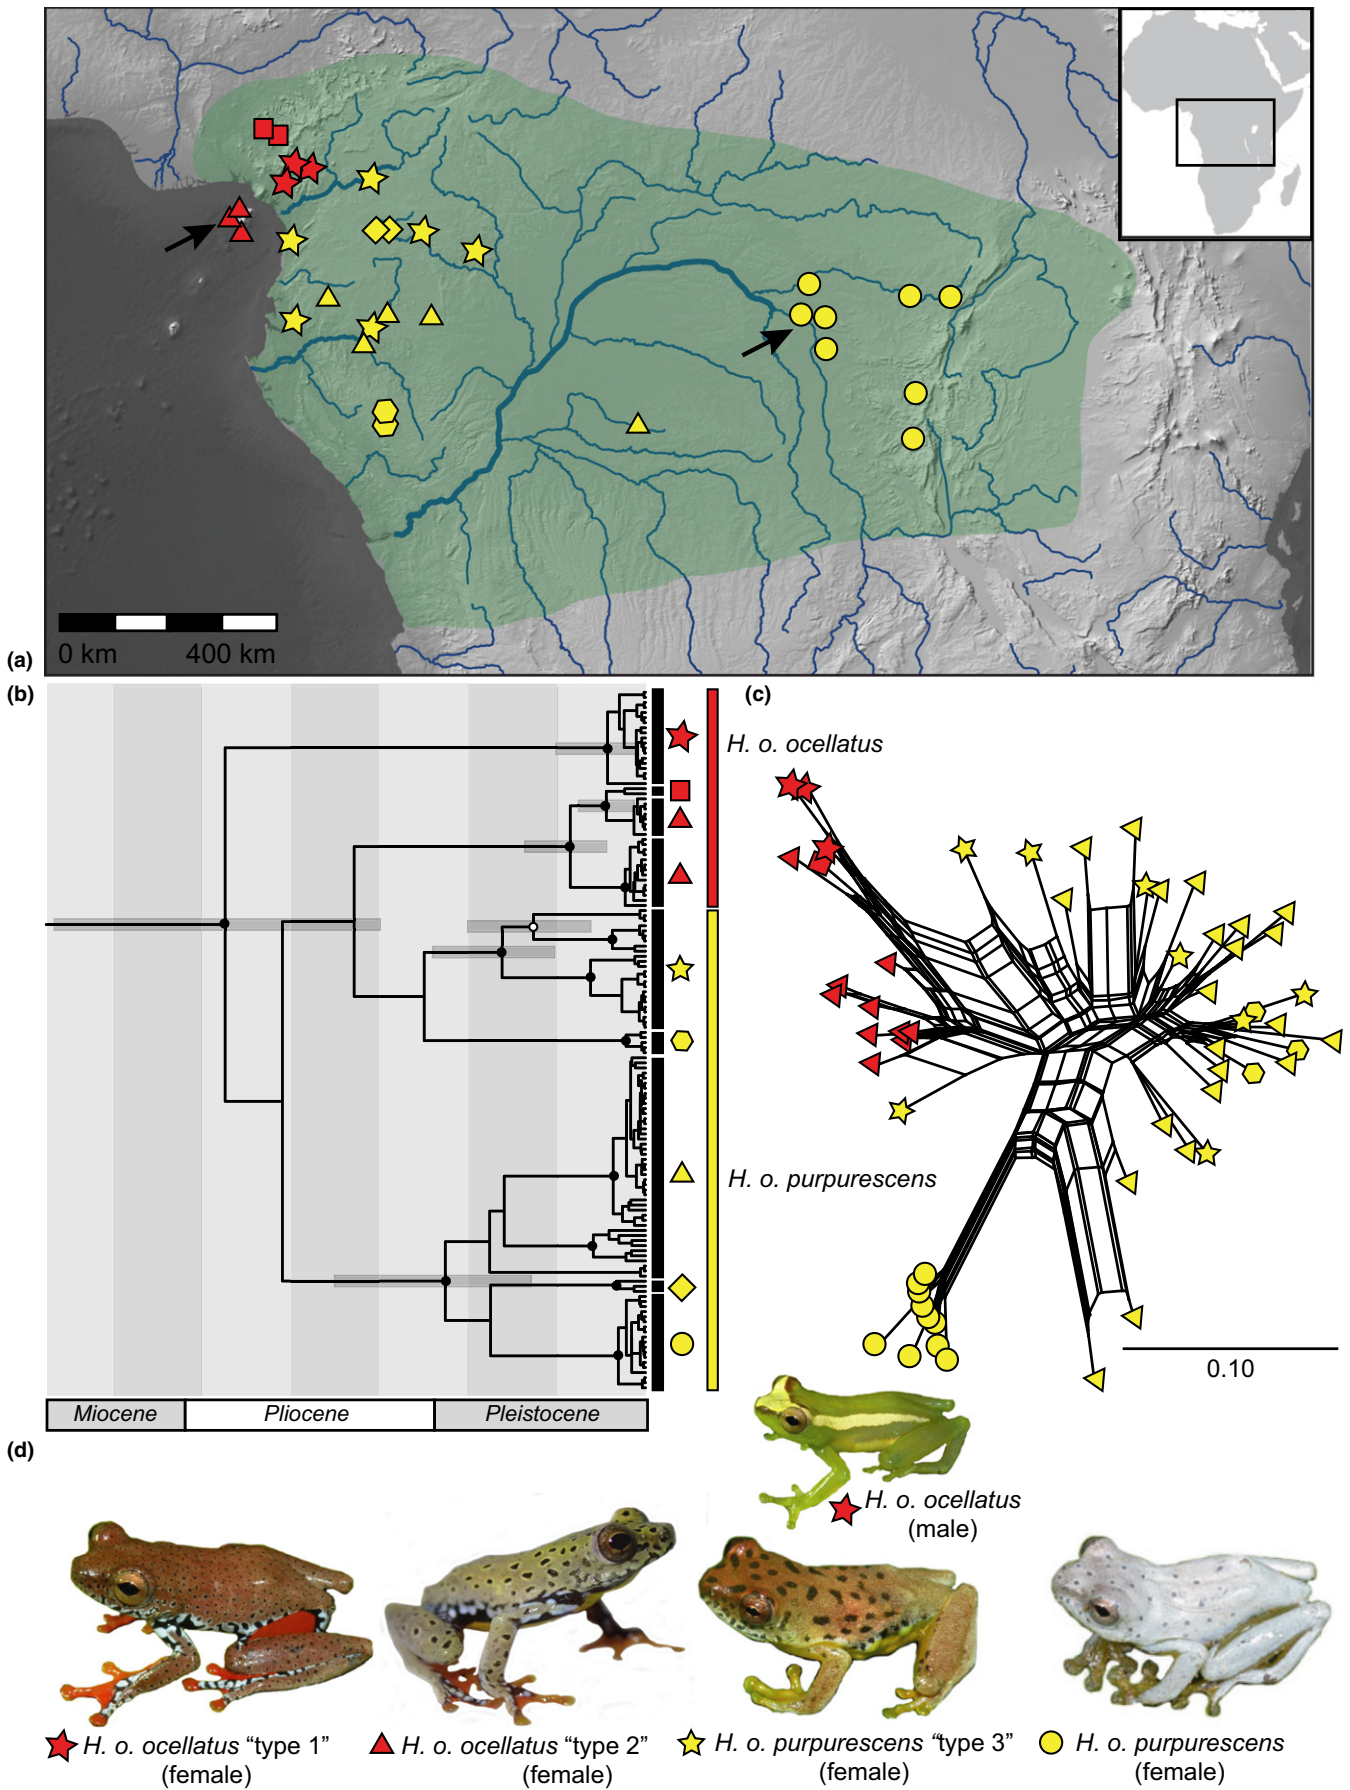 0 km 400 km
(a)
(b)
(c)
H. o. ocellatus
H. o. purpurescens
0.10
Miocene Pliocene Pleistocene
(d)
H. o. ocellatus
(male)
H. o. ocellatus “type 1”
(female)
H. o. ocellatus “type 2”
(female)
H. o. purpurescens “type 3”
(female)
H. o. purpurescens
(female)